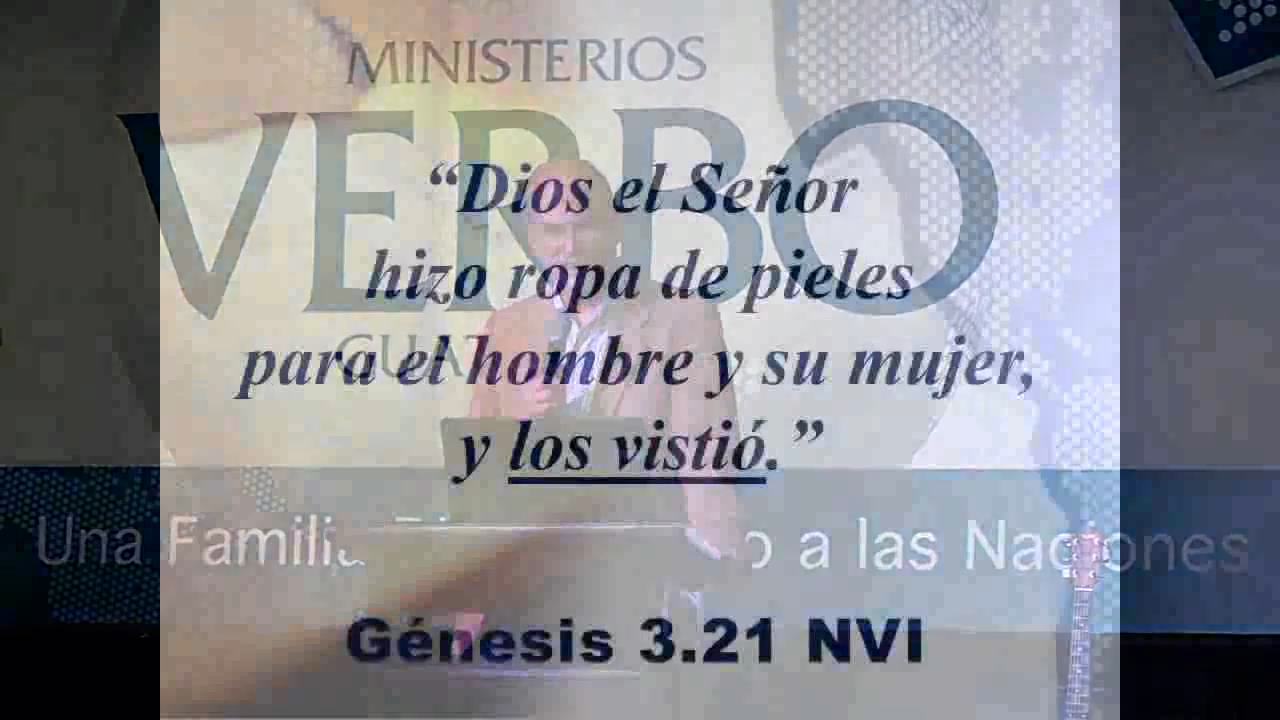 MINISTERIOS
VERBO
“Dios el Señor
hizo ropa de pieles
para el hombre y su mujer,
y los vistió.”
Una Familia a las Naciones
Génesis 3.21 NVI